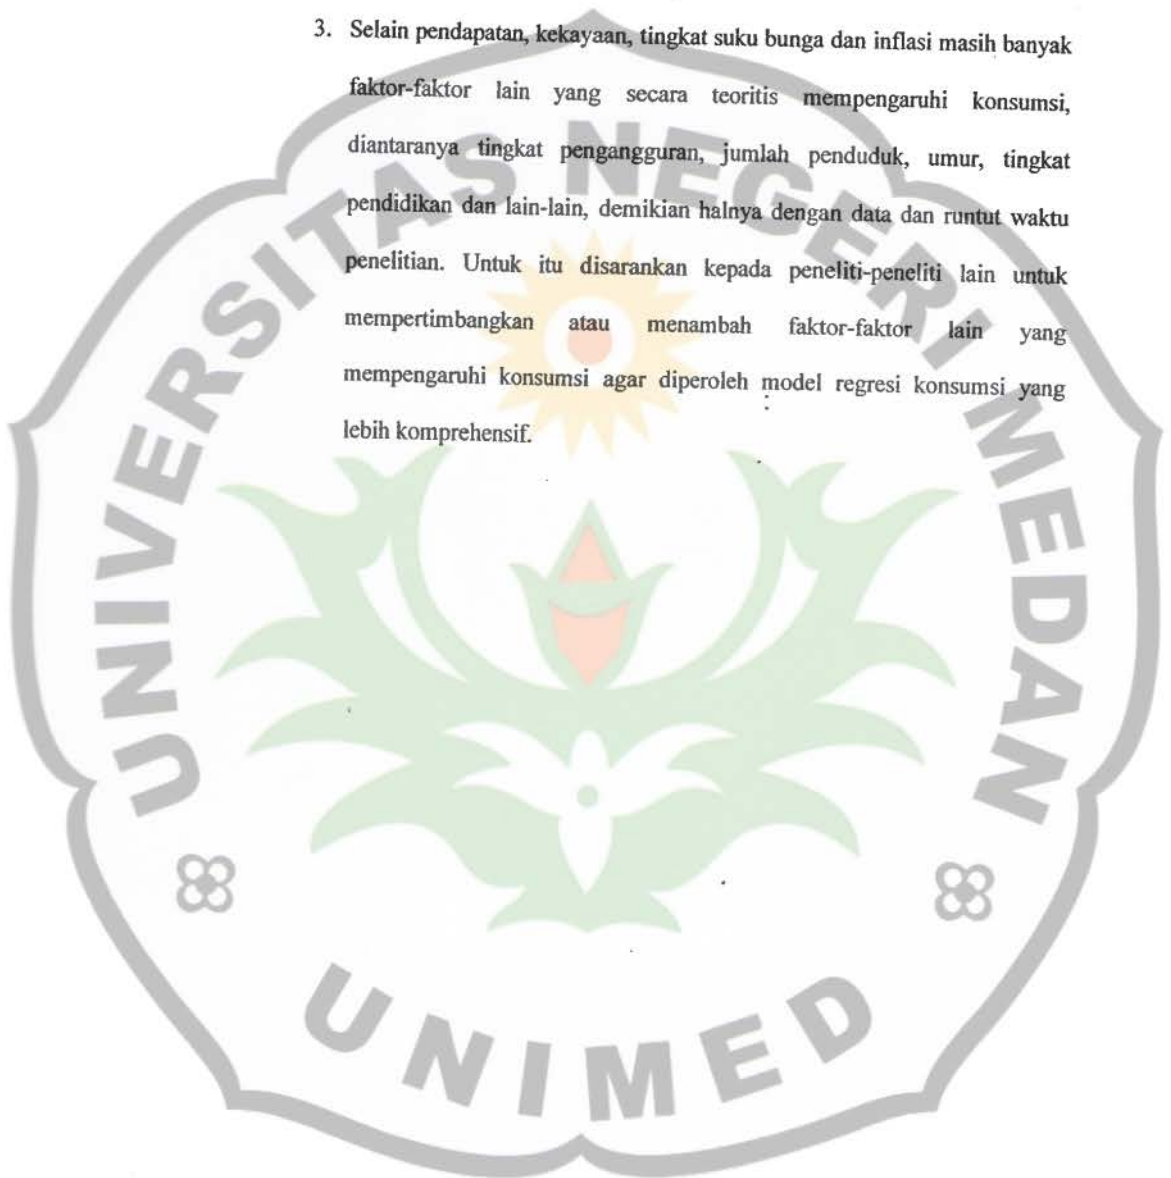 3. Selain pendapatan, kekayaan, tingkat suku bunga dan inflasi masih banyak
faktor-faktor lain yang secara teoritis mempengaruhi konsumsi,
diantaranya tingkat pengangguran, jumlah penduduk, umur, tingkat
pendidikan dan lain-lain, demikian halnya dengan data dan runtut waktu
penelitian. Untuk itu disarankan kepada peneliti-peneliti lain untuk
mempertimbangkan atau menambah faktor-faktor lain yang
mempengaruhi konsumsi agar diperoleh model regresi konsumsi yang
lebih komprehensif.
UNIVERSITAS NEGERI MEDAN
UNIMED